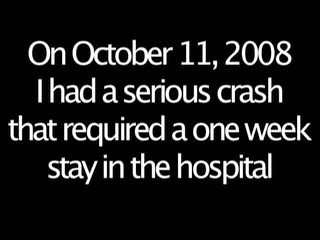 On October 11, 2008
I had a serious crash
that required a one week
stay in the hospital